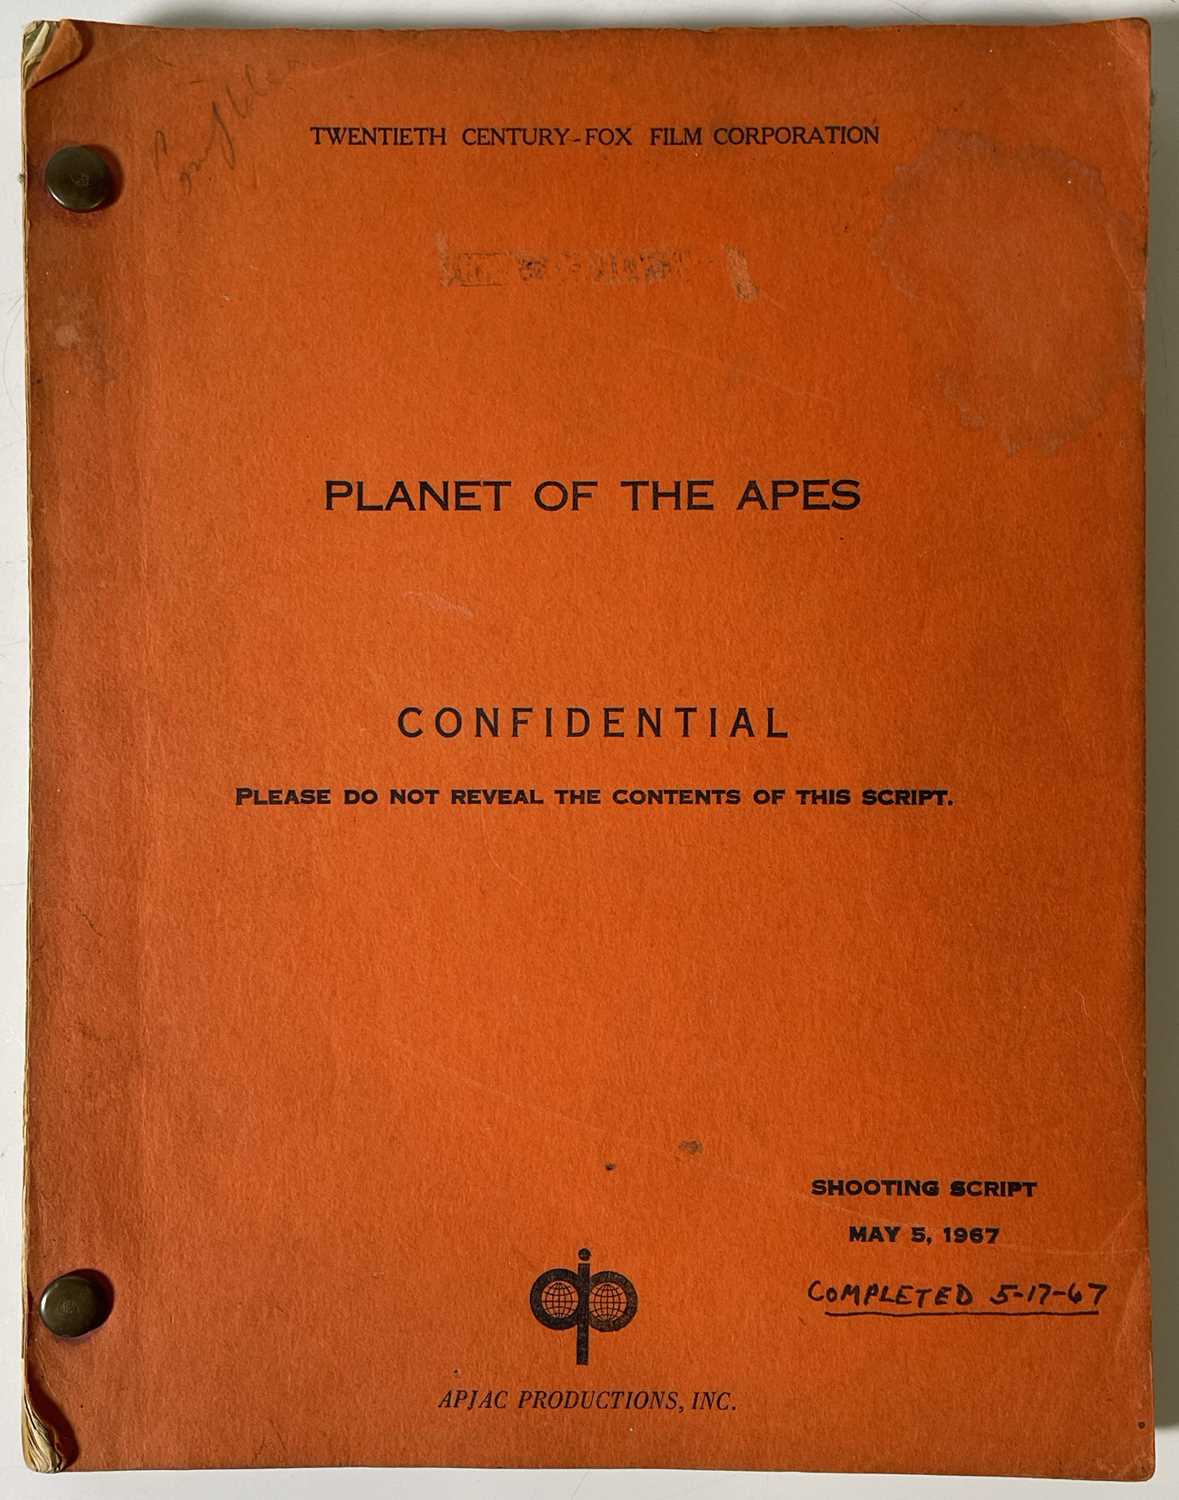 TWENTIETH CENTURY-FOX FILM CORPORATION
PLANET OF THE APES
CONFIDENTIAL
PLEASE DO NOT REVEAL THE CONTENTS OF THIS SCRIPT.
SHOOTING SCRIPT
MAY 5, 1967
COMPLETED 5-17-67
APJAC PRODUCTIONS, INC.